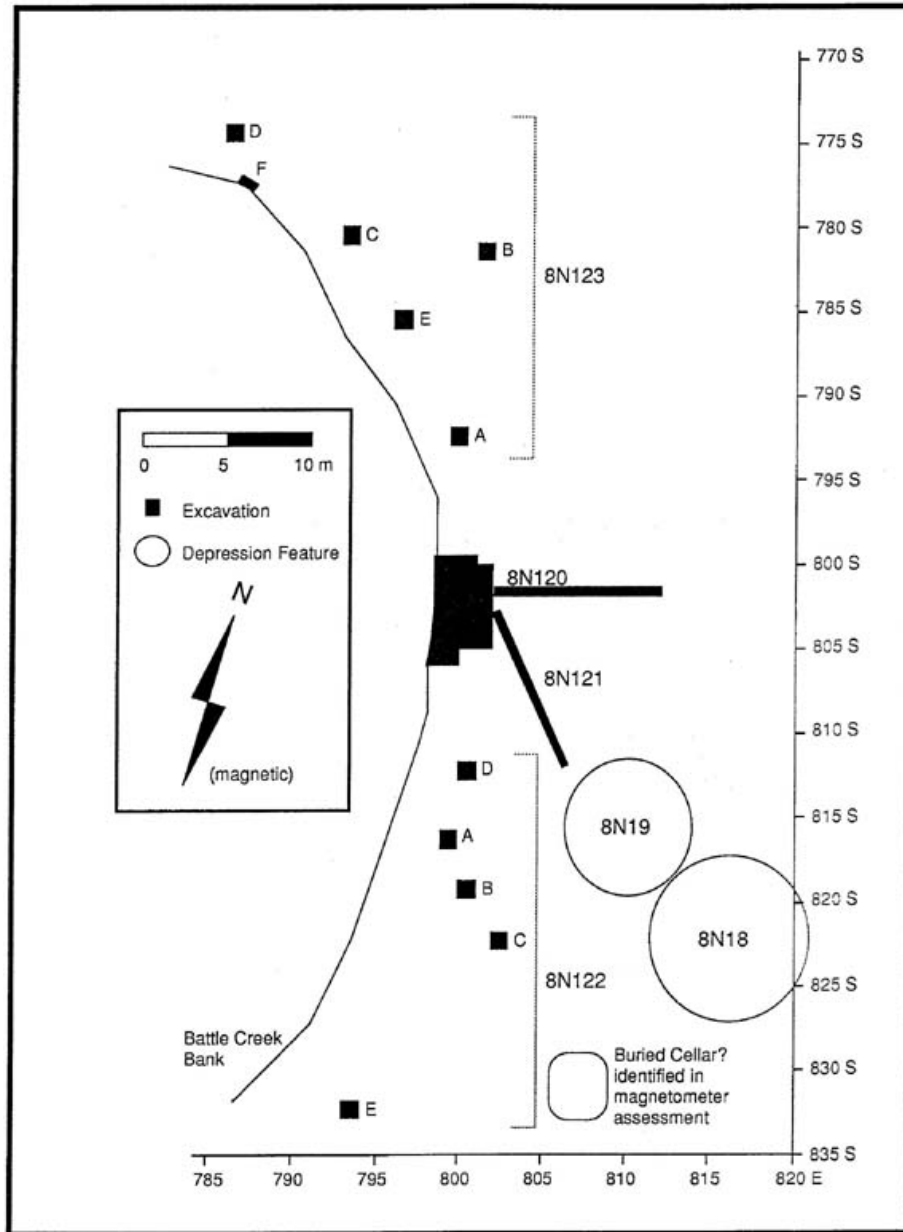 770 S
775 S
780 S
785 S
790 S
795 S
800 S
805 S
810 S
815 S
820 S
825 S
830 S
835 S
D
F
C
B
E
A
8N123
0 5 10 m
Excavation
Depression Feature
N
(magnetic)
8N120
8N121
D
A
B
C
E
8N122
8N19
8N18
Battle Creek
Bank
Buried Cellar?
identified in
magnetometer
assessment
785 790 795 800 805 810 815 820 E